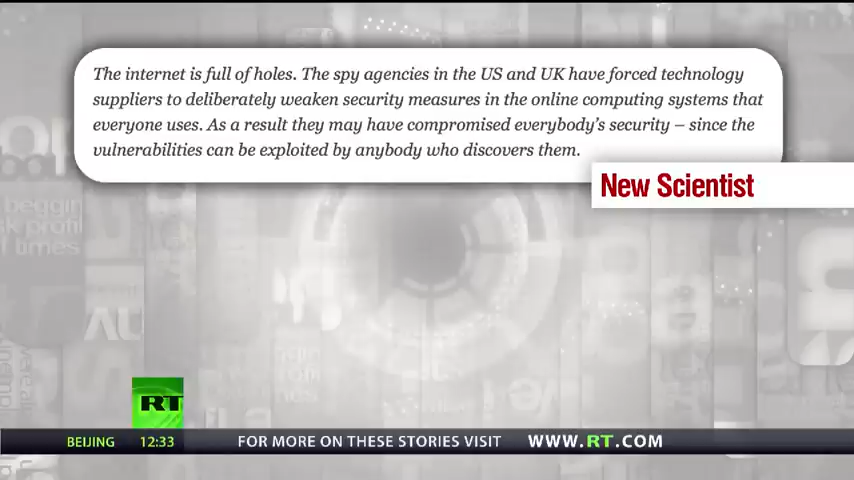 The internet is full of holes. The spy agencies in the US and UK have forced technology
suppliers to deliberately weaken security measures in the online computing systems that
everyone uses. As a result they may have compromised everybody's security – since the
vulnerabilities can be exploited by anybody who discovers them.
New Scientist
beggin
k profi
times
RT
BEIJING 12:33 FOR MORE ON THESE STORIES VISIT WWW.RT.COM